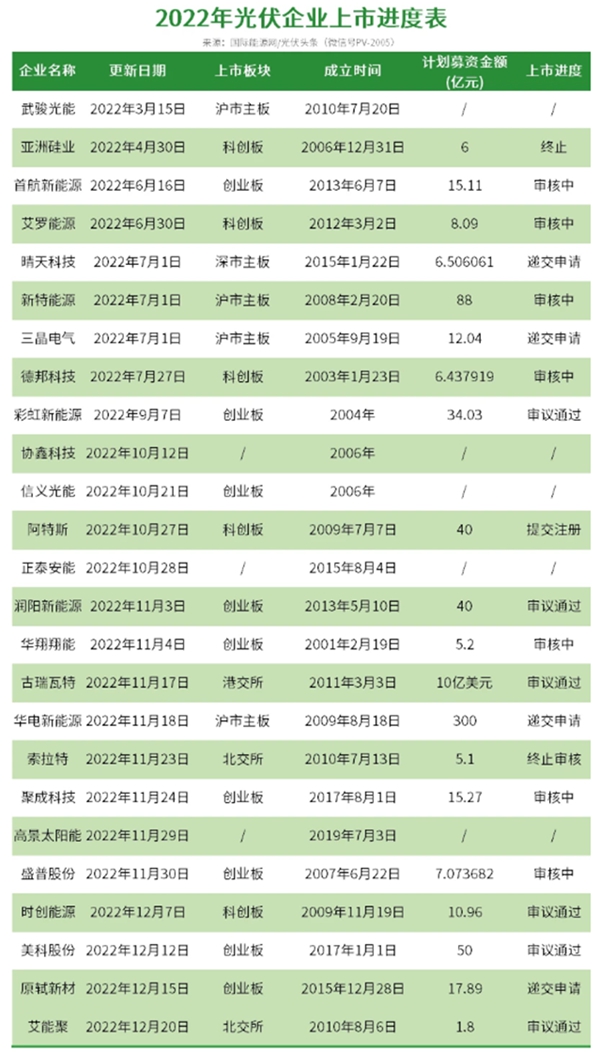 2022年光伏企业上市进度表
来源：国际能源网/光伏头条（微信号PV-2005）
企业名称 更新日期 上市板块 成立时间 计划募资金额(亿元) 上市进度
武骏光能 2022年3月15日 沪市主板 2010年7月20日 / /
亚洲硅业 2022年4月30日 科创板 2006年12月31日 6 终止
首航新能源 2022年6月16日 创业板 2013年6月7日 15.11 审核中
艾罗能源 2022年6月30日 科创板 2012年3月2日 8.09 审核中
晴天科技 2022年7月1日 深市主板 2015年1月22日 6.506061 递交申请
新特能源 2022年7月1日 沪市主板 2008年2月20日 88 审核中
三晶电气 2022年7月1日 沪市主板 2005年9月19日 12.04 递交申请
德邦科技 2022年7月27日 科创板 2003年1月23日 6.437919 审核中
彩虹新能源 2022年9月7日 创业板 2004年 34.03 审议通过
协鑫科技 2022年10月12日 / 2006年 / /
信义光能 2022年10月21日 创业板 2006年 / /
阿特斯 2022年10月27日 科创板 2009年7月7日 40 提交注册
正泰安能 2022年10月28日 / 2015年8月4日 / /
润阳新能源 2022年11月3日 创业板 2013年5月10日 40 审议通过
华翔翔能 2022年11月4日 创业板 2001年2月19日 5.2 审核中
古瑞瓦特 2022年11月17日 港交所 2011年3月3日 10亿美元 审议通过
华电新能源 2022年11月18日 沪市主板 2009年8月18日 300 递交申请
索拉特 2022年11月23日 北交所 2010年7月13日 5.1 终止审核
聚成科技 2022年11月24日 创业板 2017年8月1日 15.27 审核中
高景太阳能 2022年11月29日 / 2019年7月3日 / /
盛普股份 2022年11月30日 创业板 2007年6月22日 7.073682 审核中
时创能源 2022年12月7日 科创板 2009年11月19日 10.96 审议通过
美科股份 2022年12月12日 创业板 2017年1月1日 50 审议通过
原轼新材 2022年12月15日 创业板 2015年12月28日 17.89 递交申请
艾能聚 2022年12月20日 北交所 2010年8月6日 1.8 审议通过